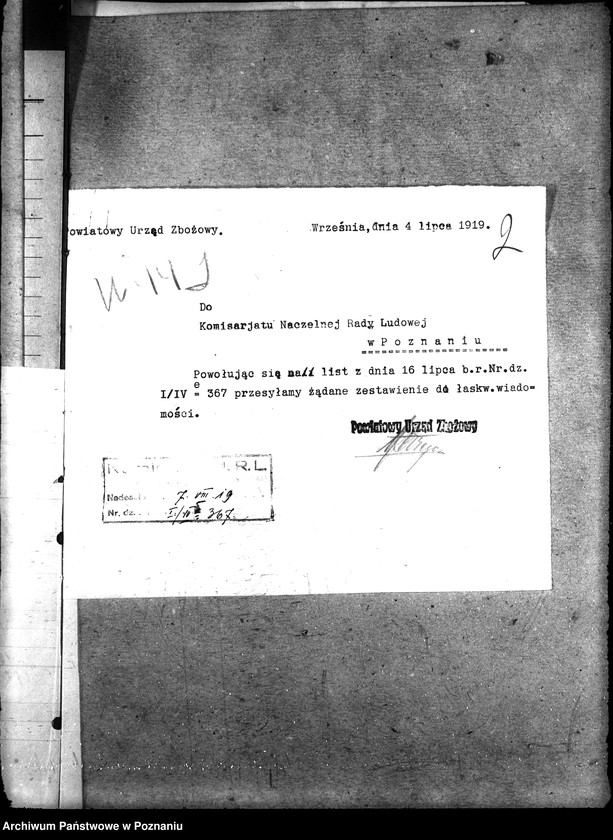 Powiatowy Urząd Zbożowy.
Września, dnia 4 lipca 1919.
2
Do
Komisarjatu Naczelnej Rady Ludowej
w Poznaniu
Powołując się na list z dnia 16 lipca b.r.Nr.dz.
I/IV e = 367 przesyłamy żądane zestawienie do łaskw.wiado=
mości.
Powiatowy Urząd Zbożowy
R. L.
7. VIII 19
Nr. dz.
367.
Archiwum Państwowe w Poznaniu